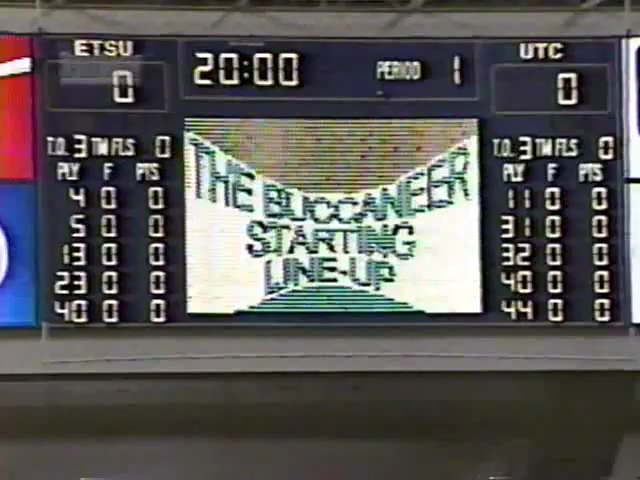 ETSU 20:00 PERIOD 1 UTC
0 0
T.O. 3 TM FLS 0 T.O. 3 TM FLS 0
PLY F PTS PLY F PTS
4 0 0 11 0 0
5 0 0 31 0 0
13 0 0 32 0 0
23 0 0 40 0 0
40 0 0 44 0 0
THE BUCCANEER
STARTING
LINE-UP